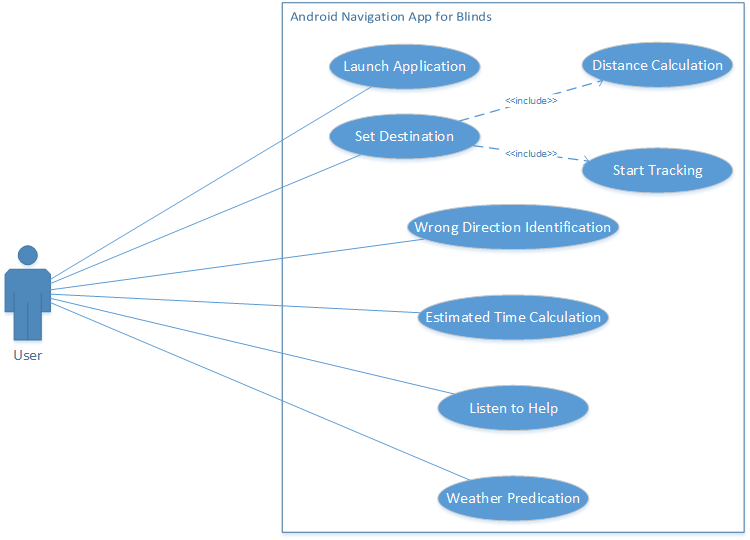 Android Navigation App for Blinds
Launch Application
Distance Calculation
<<include>>
Set Destination
<<include>>
Start Tracking
Wrong Direction Identification
Estimated Time Calculation
User
Listen to Help
Weather Predication